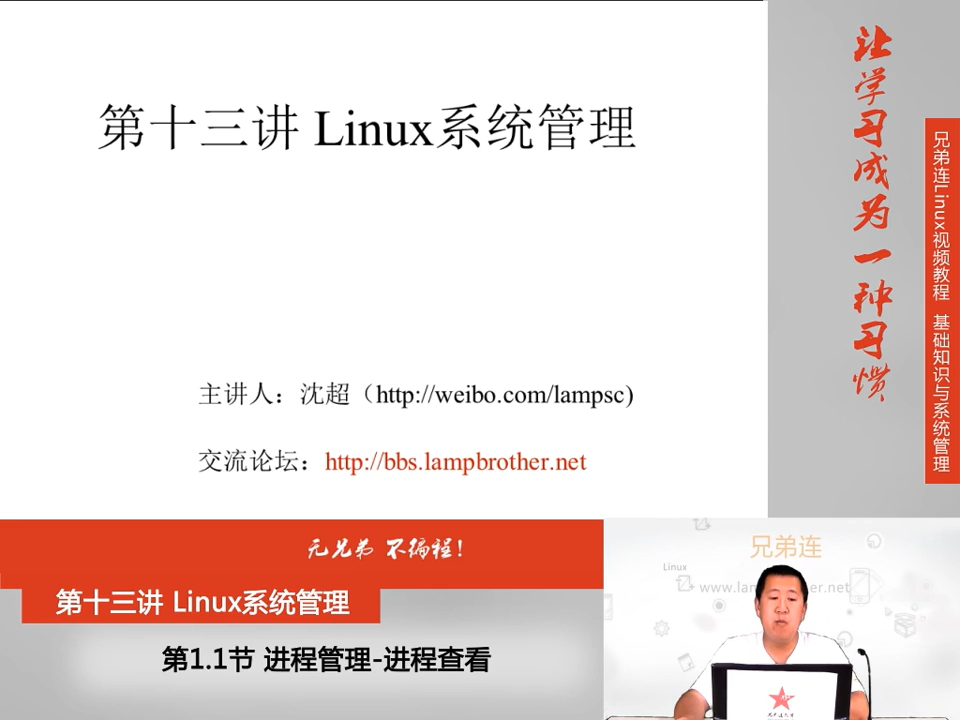 第十三讲 Linux系统管理
主讲人：沈超（http://weibo.com/lampsc)
交流论坛：http://bbs.lampbrother.net
让学习成为一种习惯
兄弟连Linux视频教程 基础知识与系统管理
无兄弟 不编程！
第十三讲 Linux系统管理
第1.1节 进程管理-进程查看
兄弟连
Linux